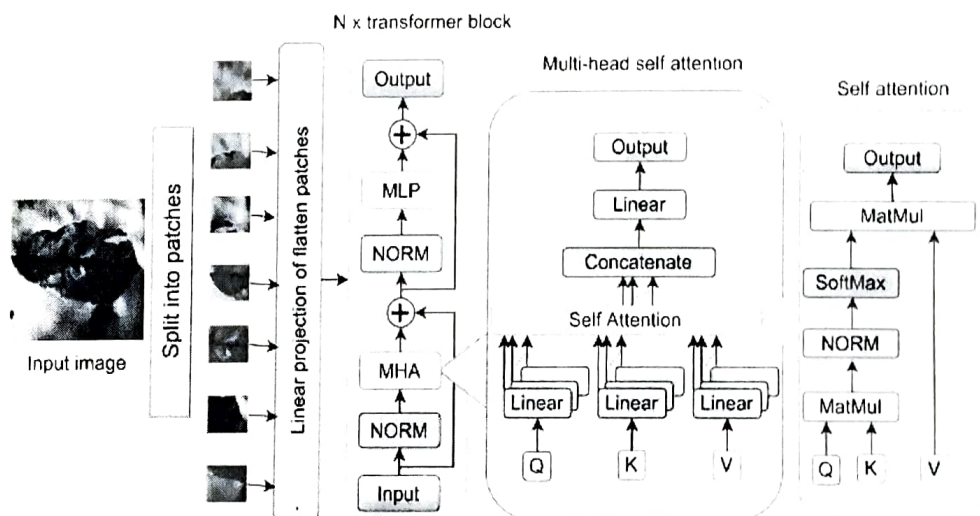 N x transformer block
Multi-head self attention
Self attention
Input image
Split into patches
Linear projection of flatten patches
Output
+
MLP
NORM
+
MHA
NORM
Input
Output
Linear
Concatenate
Self Attention
Linear
Linear
Linear
Q
K
V
Output
MatMul
SoftMax
NORM
MatMul
Q
K
V